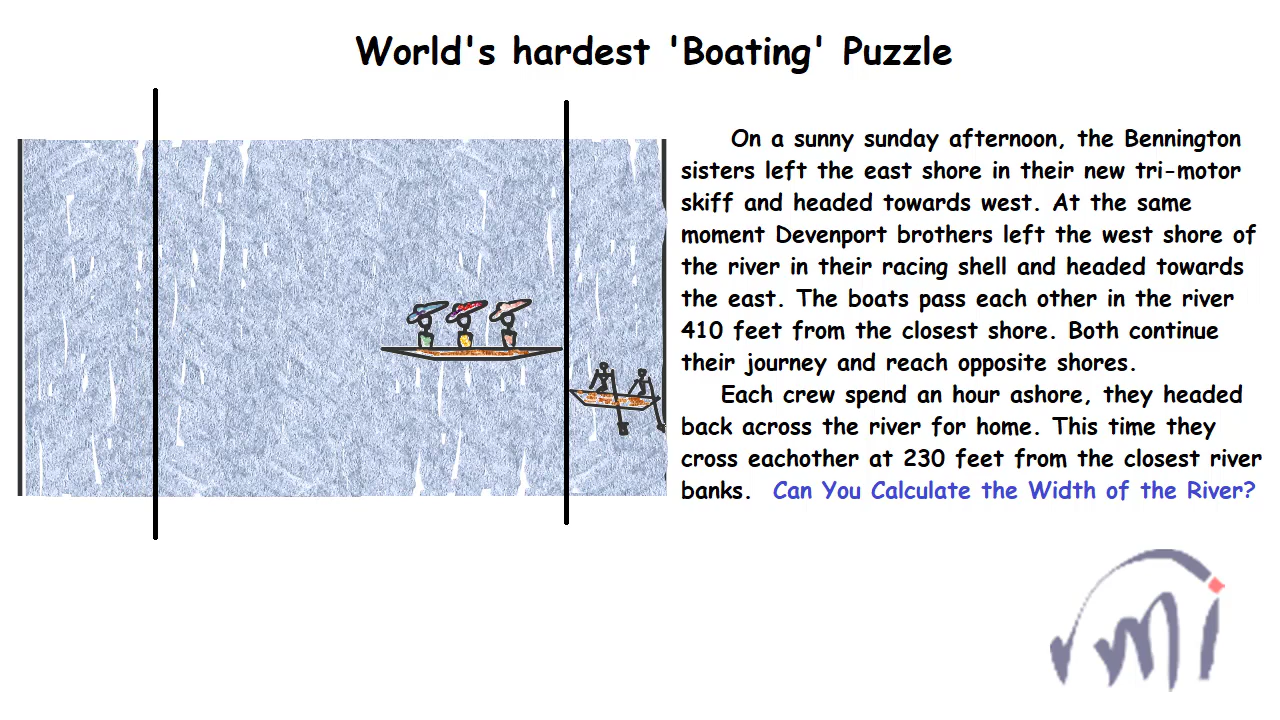 World's hardest 'Boating' Puzzle
On a sunny sunday afternoon, the Bennington
sisters left the east shore in their new tri-motor
skiff and headed towards west. At the same
moment Devenport brothers left the west shore of
the river in their racing shell and headed towards
the east. The boats pass each other in the river
410 feet from the closest shore. Both continue
their journey and reach opposite shores.
Each crew spend an hour ashore, they headed
back across the river for home. This time they
cross eachother at 230 feet from the closest river
banks. Can You Calculate the Width of the River?
rmi